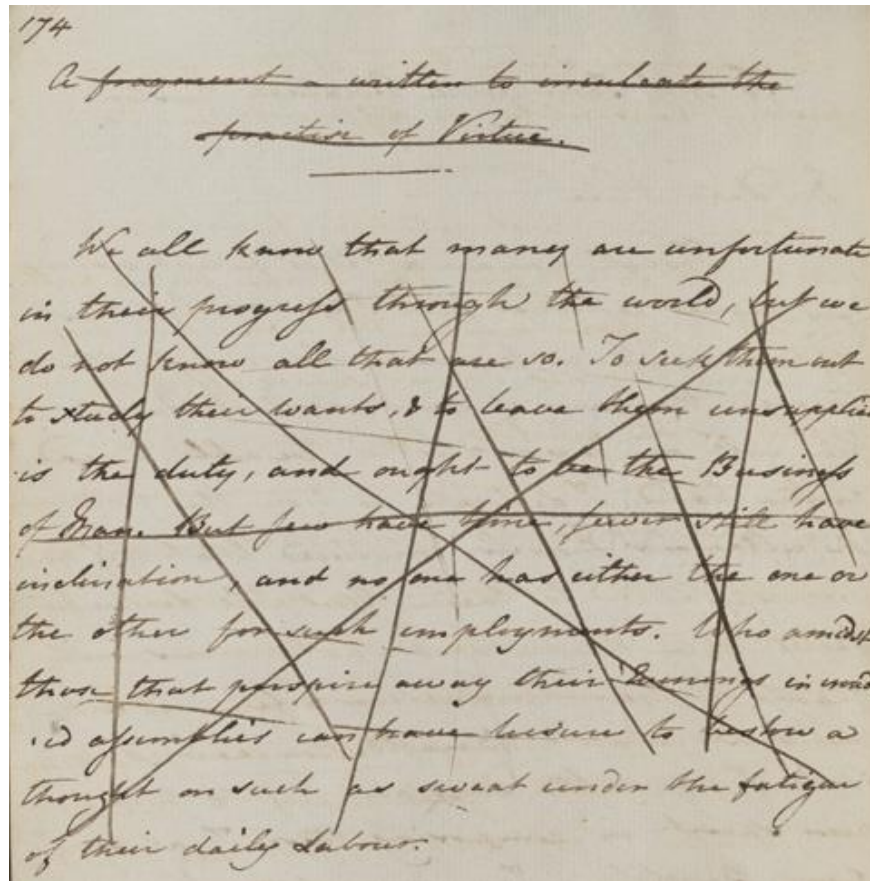 174
A fragment - written to inculcate the
practise of Virtue.
We all know that many are unfortunate
in their progress through the world, but we
do not know all that are so. To seek them out
to study their wants, & to leave them unsupplied
is the duty, and ought to be the Business
of Man. But few have time, fewer still have
inclination, and no one has either the one or
the other for such employments. Who amidst
those that perspire away their Evenings in crowd
:ed assemblies can have leisure to bestow a
thought on such as sweat under the fatigue
of their daily Labour.